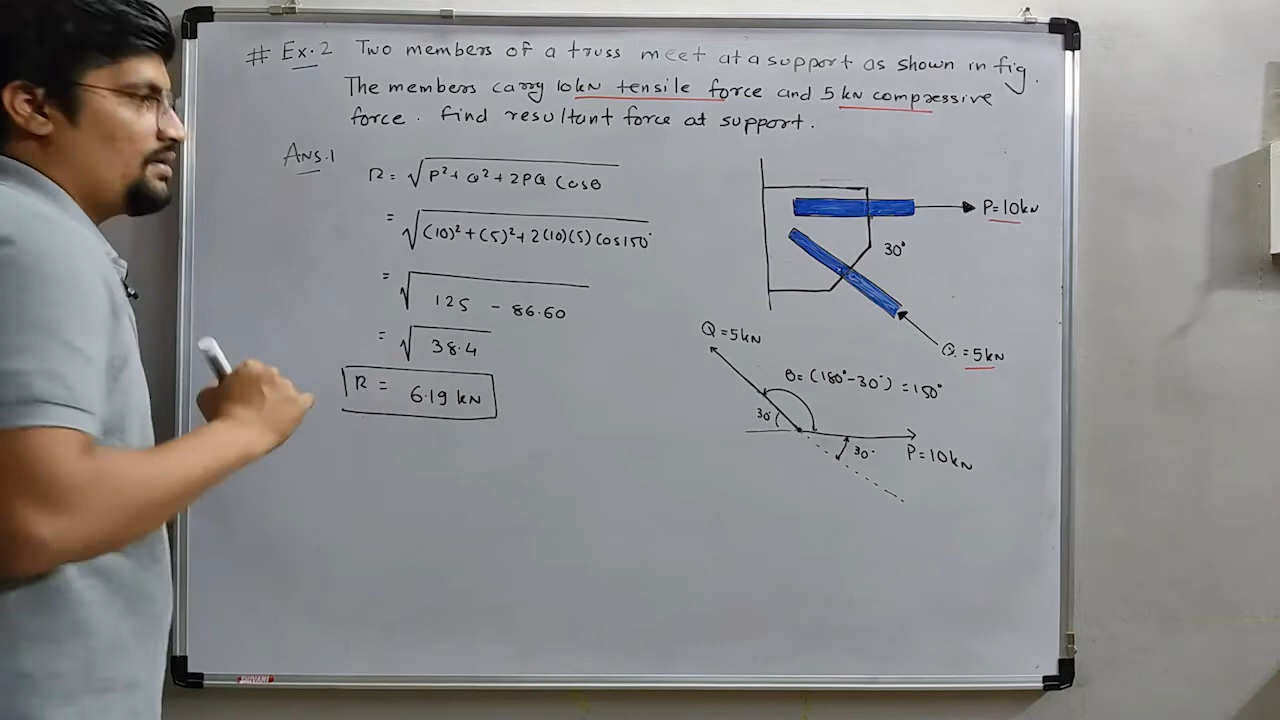 # Ex.2 Two members of a truss meet at a support as shown in fig.
The members carry 10kN tensile force and 5kN compressive
force. find resultant force at support.
Ans.1
R = √P²+Q²+2PQ Cosθ
= √(10)²+(5)²+2(10)(5)Cos150°
= √125 - 86.60
= √38.4
R = 6.19 kN
P=10kN
30°
Q=5kN
Q=5kN
θ=(180°-30°)=150°
30°
30°
P=10kN